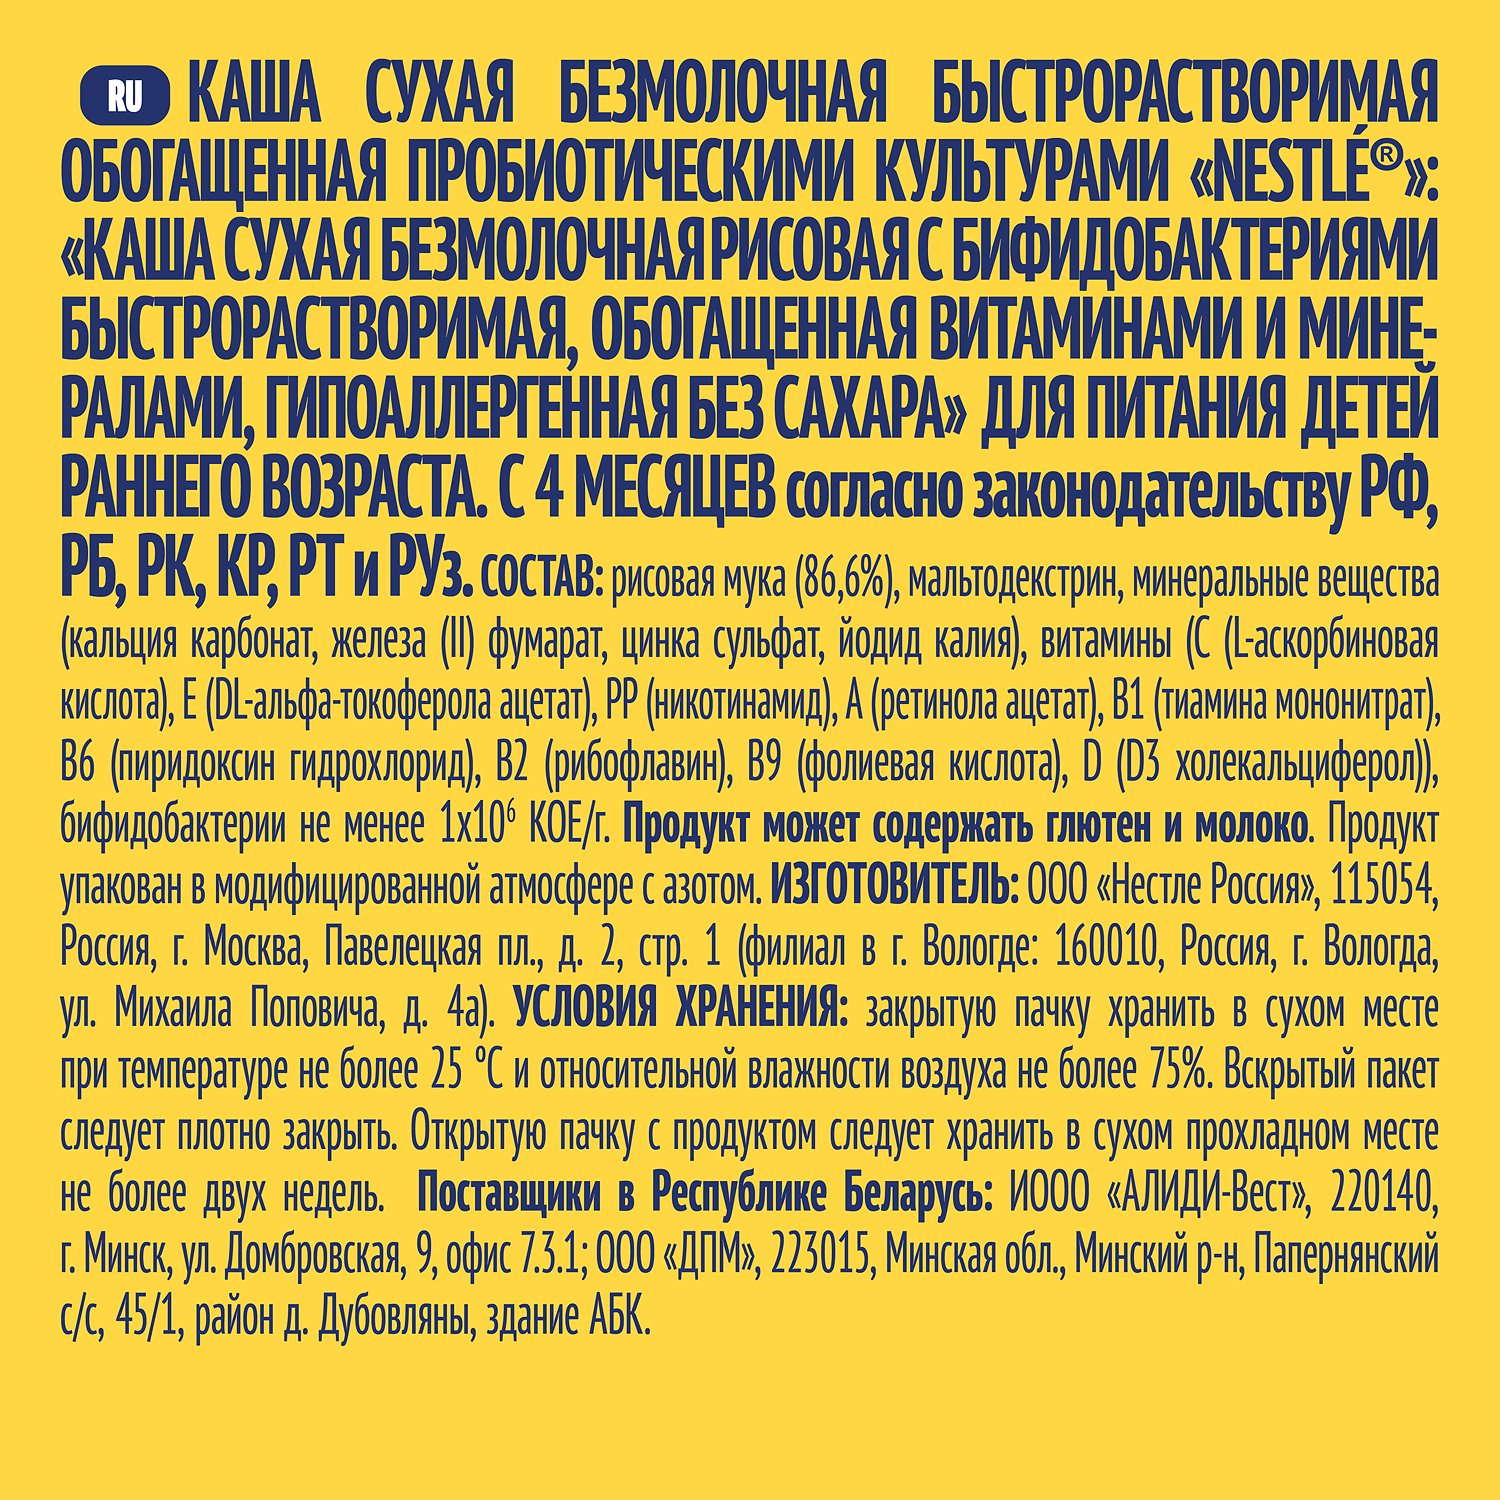 RU КАША СУХАЯ БЕЗМОЛОЧНАЯ БЫСТРОРАСТВОРИМАЯ
ОБОГАЩЕННАЯ ПРОБИОТИЧЕСКИМИ КУЛЬТУРАМИ «NESTLÉ®»:
«КАША СУХАЯ БЕЗМОЛОЧНАЯ РИСОВАЯ С БИФИДОБАКТЕРИЯМИ
БЫСТРОРАСТВОРИМАЯ, ОБОГАЩЕННАЯ ВИТАМИНАМИ И МИНЕ-
РАЛАМИ, ГИПОАЛЛЕРГЕННАЯ БЕЗ САХАРА» ДЛЯ ПИТАНИЯ ДЕТЕЙ
РАННЕГО ВОЗРАСТА. С 4 МЕСЯЦЕВ согласно законодательству РФ,
РБ, РК, КР, РТ и РУз. СОСТАВ: рисовая мука (86,6%), мальтодекстрин, минеральные вещества
(кальция карбонат, железа (II) фумарат, цинка сульфат, йодид калия), витамины (C (L-аскорбиновая
кислота), E (DL-альфа-токоферола ацетат), PP (никотинамид), A (ретинола ацетат), B1 (тиамина мононитрат),
B6 (пиридоксин гидрохлорид), B2 (рибофлавин), B9 (фолиевая кислота), D (D3 холекальциферол)),
бифидобактерии не менее 1x10⁶ КОЕ/г. Продукт может содержать глютен и молоко. Продукт
упакован в модифицированной атмосфере с азотом. ИЗГОТОВИТЕЛЬ: ООО «Нестле Россия», 115054,
Россия, г. Москва, Павелецкая пл., д. 2, стр. 1 (филиал в г. Вологде: 160010, Россия, г. Вологда,
ул. Михаила Поповича, д. 4а). УСЛОВИЯ ХРАНЕНИЯ: закрытую пачку хранить в сухом месте
при температуре не более 25 °C и относительной влажности воздуха не более 75%. Вскрытый пакет
следует плотно закрыть. Открытую пачку с продуктом следует хранить в сухом прохладном месте
не более двух недель. Поставщики в Республике Беларусь: ИООО «АЛИДИ-Вест», 220140,
г. Минск, ул. Домбровская, 9, офис 7.3.1; ООО «ДПМ», 223015, Минская обл., Минский р-н, Папернянский
с/с, 45/1, район д. Дубовляны, здание АБК.